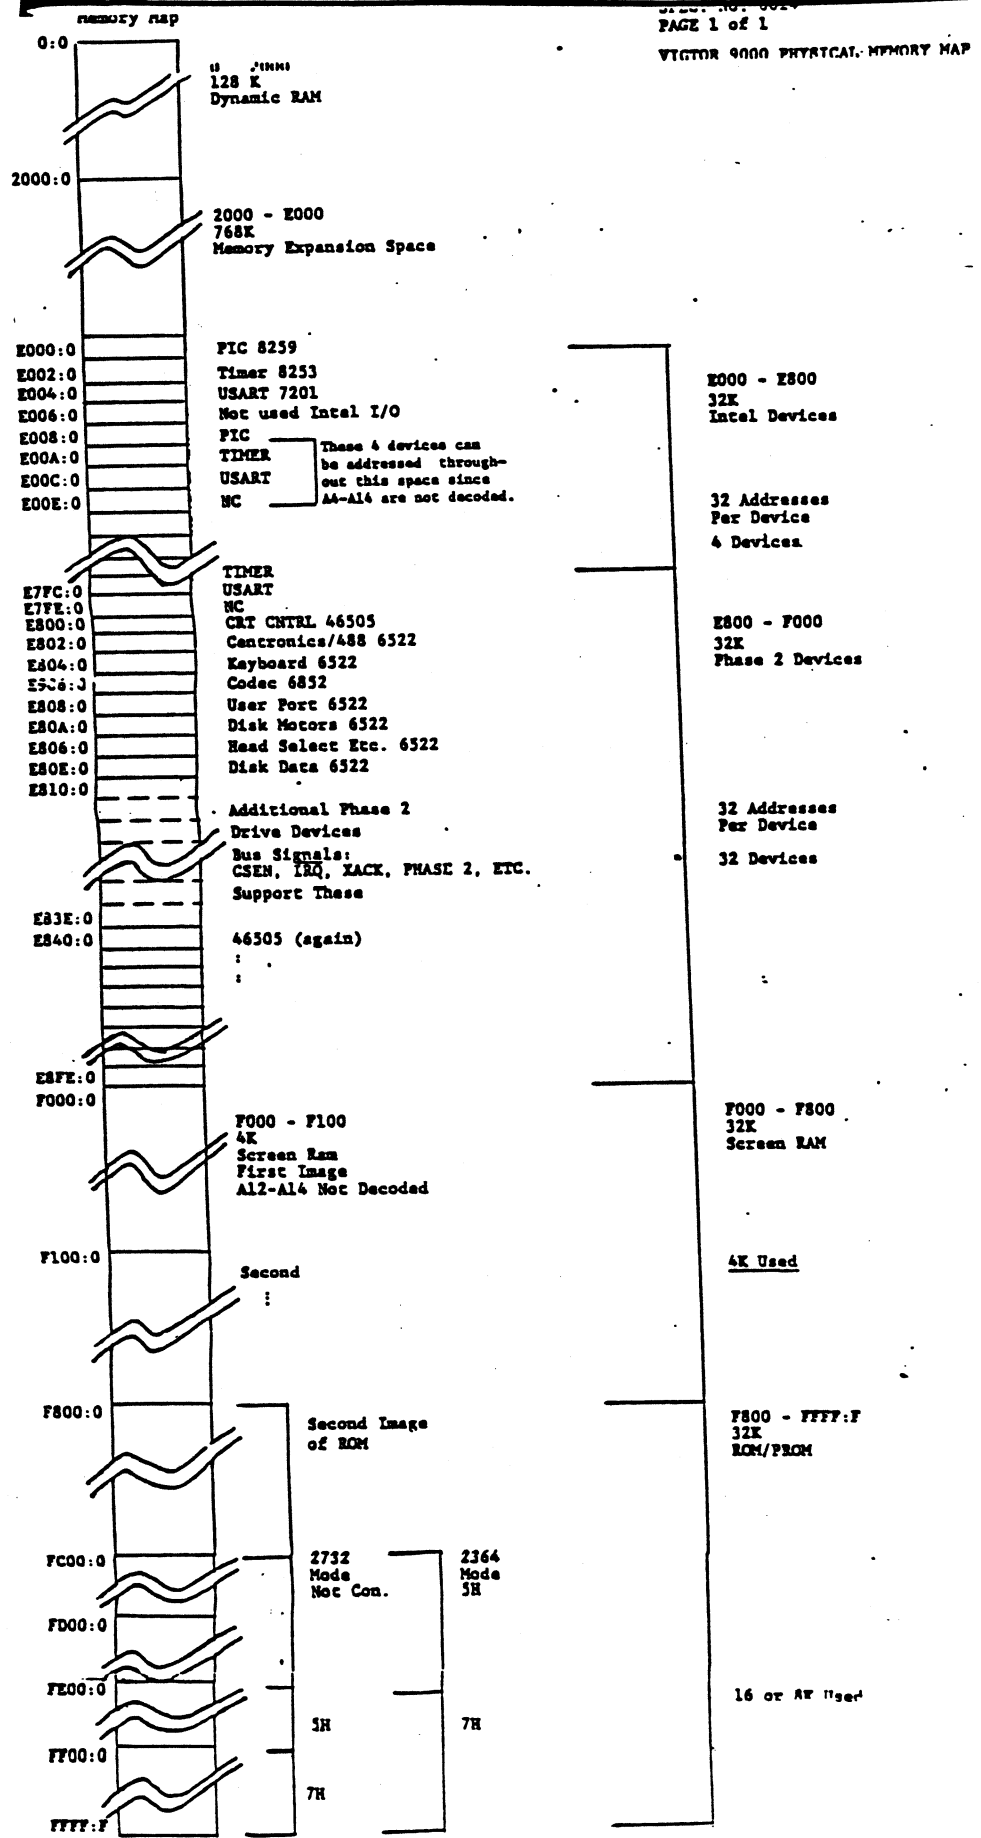 Memory Map
PAGE 1 of 1
VICTOR 9000 PHYSICAL MEMORY MAP
0:0
128 K
Dynamic RAM
2000:0
2000 - E000
768K
Memory Expansion Space
E000:0 PIC 8259
E002:0 Timer 8253
E004:0 USART 7201
E006:0 Not used Intel I/O
E008:0 PIC
E00A:0 TIMER
E00C:0 USART
E00E:0 NC
These 4 devices can
be addressed through-
out this space since
A4-A14 are not decoded.
E000 - E800
32K
Intel Devices
32 Addresses
Per Device
4 Devices
TIMER
E7FC:0 USART
E7FE:0 NC
E800:0 CRT CNTRL 46505
E802:0 Centronics/488 6522
E804:0 Keyboard 6522
Codec 6852
E808:0 User Port 6522
E80A:0 Disk Motors 6522
E806:0 Head Select Etc. 6522
E80E:0 Disk Data 6522
E810:0
E800 - F000
32K
Phase 2 Devices
Additional Phase 2
Drive Devices
Bus Signals:
CSEN, IRQ, XACK, PHASE 2, ETC.
Support These
32 Addresses
Per Device
32 Devices
E83E:0
E840:0 46505 (again)
:
:
E8FE:0
F000:0
F000 - F100
4K
Screen Ram
First Image
A12-A14 Not Decoded
F000 - F800
32K
Screen RAM
F100:0
Second
⋮
4K Used
F800:0
Second Image
of ROM
F800 - FFFF:F
32K
ROM/PROM
FC00:0
2732
Mode
Not Con.
2364
Mode
5H
FD00:0
FE00:0
5H
7H
16 or 8K Used
FF00:0
7H
FFFF:F